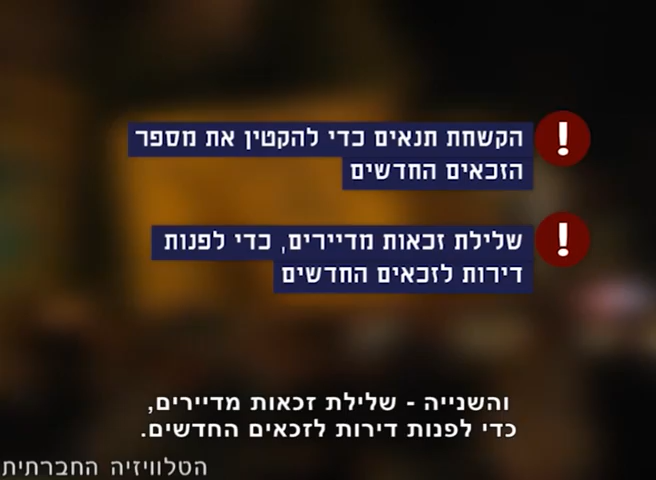 הקשחת תנאים כדי להקטין את מספר
הזכאים החדשים
שלילת זכאות מדיירים, כדי לפנות
דירות לזכאים החדשים
והשנייה - שלילת זכאות מדיירים,
כדי לפנות דירות לזכאים החדשים.
הטלוויזיה החברתית